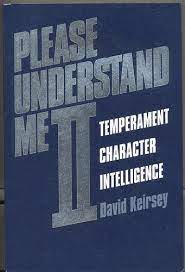 PLEASE
UNDERSTAND
ME II
TEMPERAMENT
CHARACTER
INTELLIGENCE
David Keirsey